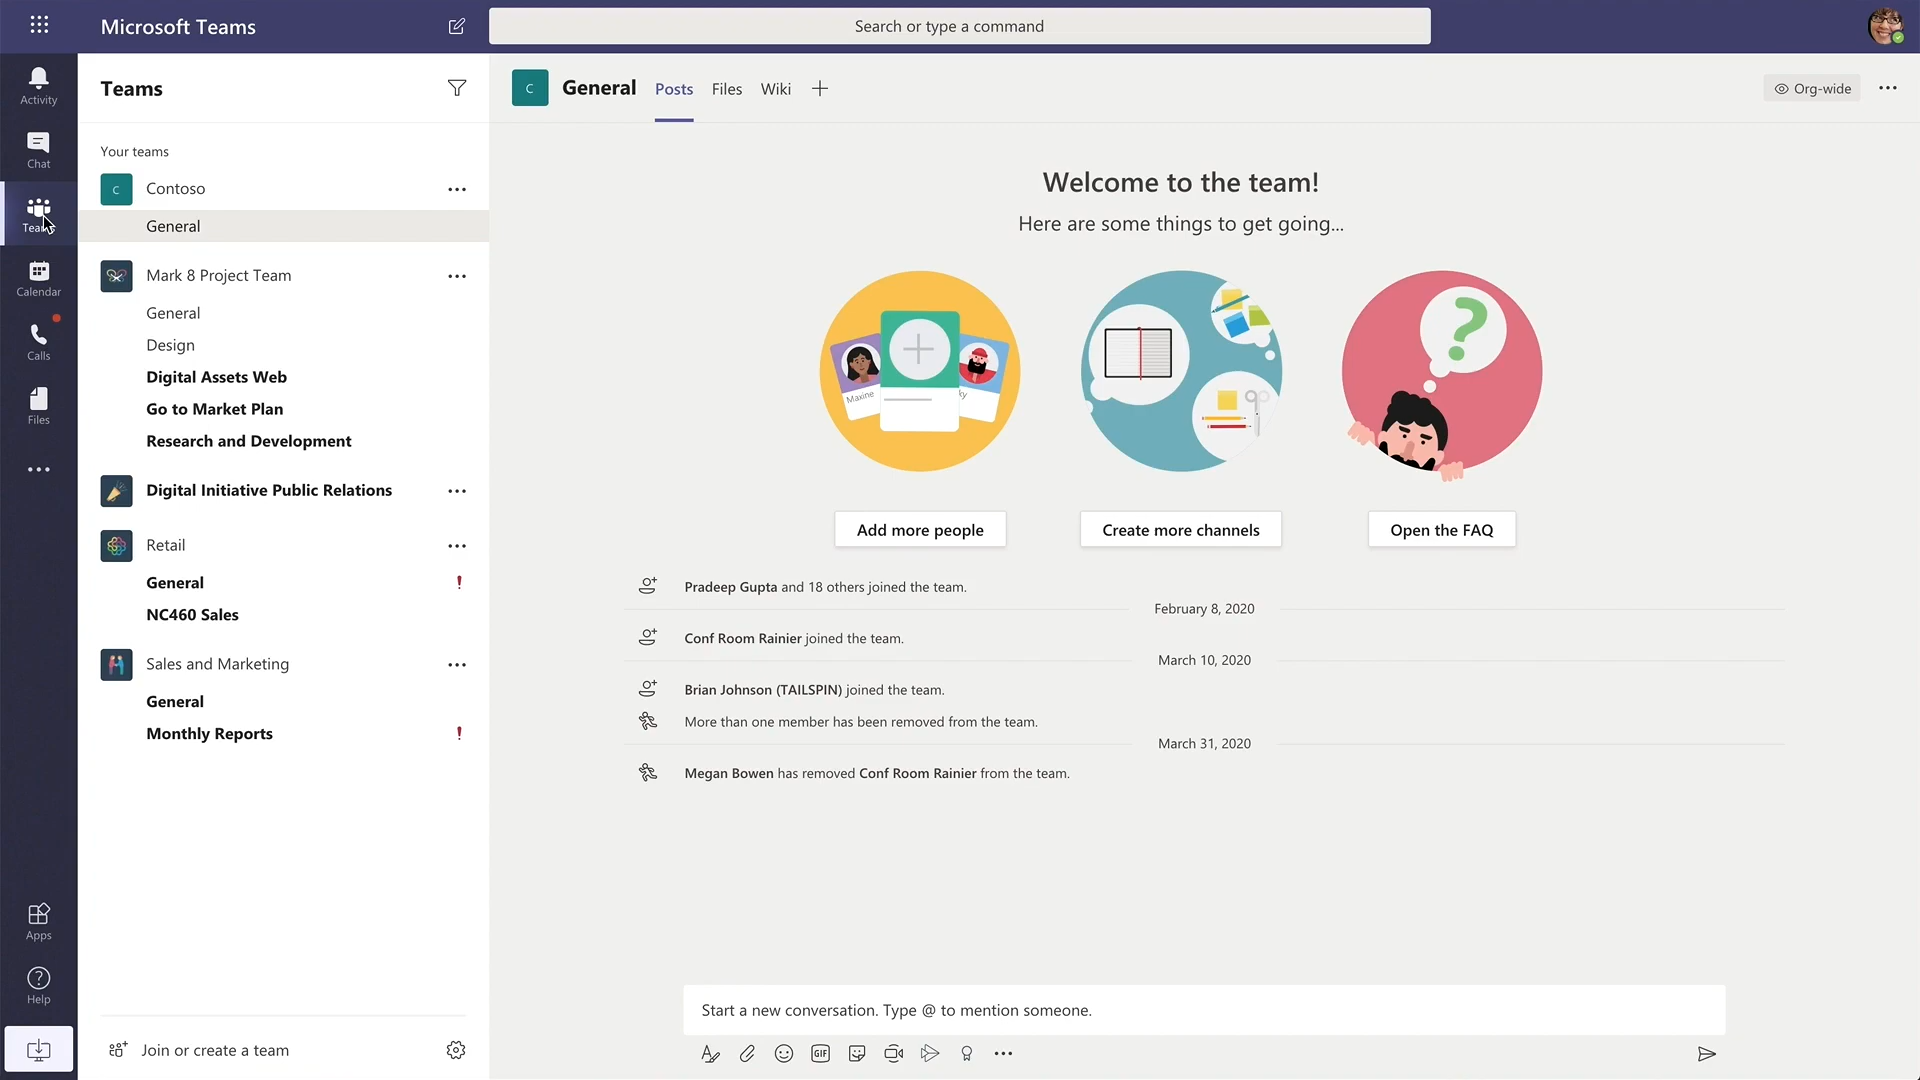 Microsoft Teams
Search or type a command
Activity
Chat
Teams
Calendar
Calls
Files
Apps
Help
Teams
Your teams
C
Contoso
General
Mark 8 Project Team
General
Design
Digital Assets Web
Go to Market Plan
Research and Development
Digital Initiative Public Relations
Retail
General
!
NC460 Sales
Sales and Marketing
General
Monthly Reports
!
Join or create a team
C
General
Posts
Files
Wiki
Org-wide
Welcome to the team!
Here are some things to get going...
Maxine
ky
?
Add more people
Create more channels
Open the FAQ
Pradeep Gupta and 18 others joined the team.
February 8, 2020
Conf Room Rainier joined the team.
March 10, 2020
Brian Johnson (TAILSPIN) joined the team.
More than one member has been removed from the team.
March 31, 2020
Megan Bowen has removed Conf Room Rainier from the team.
Start a new conversation. Type @ to mention someone.
GIF